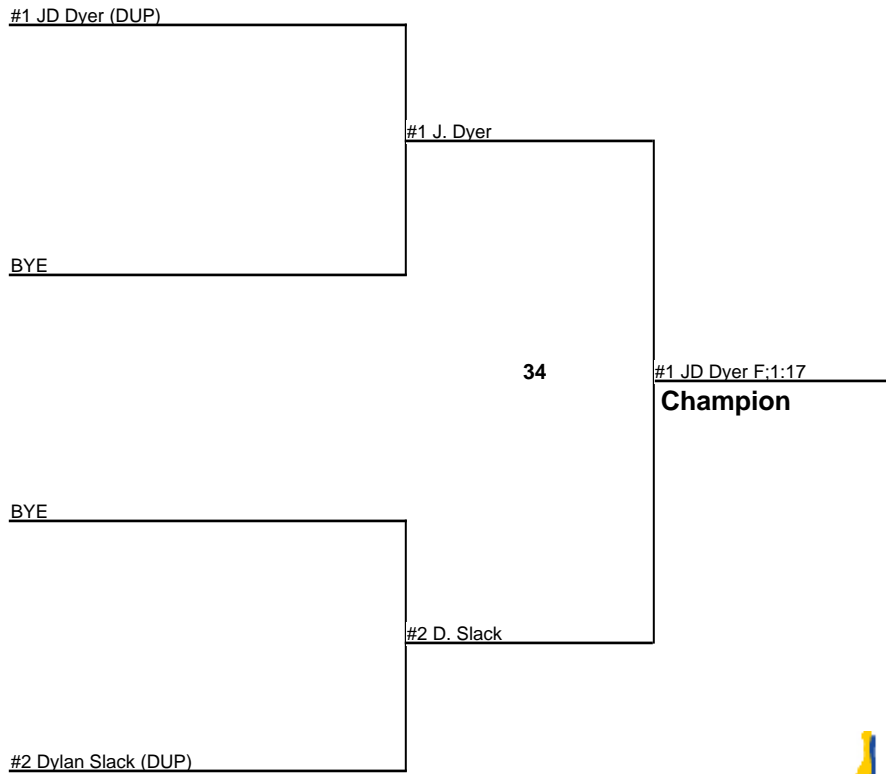 #1 JD Dyer (DUP)
#1 J. Dyer
BYE
34
#1 JD Dyer F;1:17
Champion
BYE
#2 D. Slack
#2 Dylan Slack (DUP)